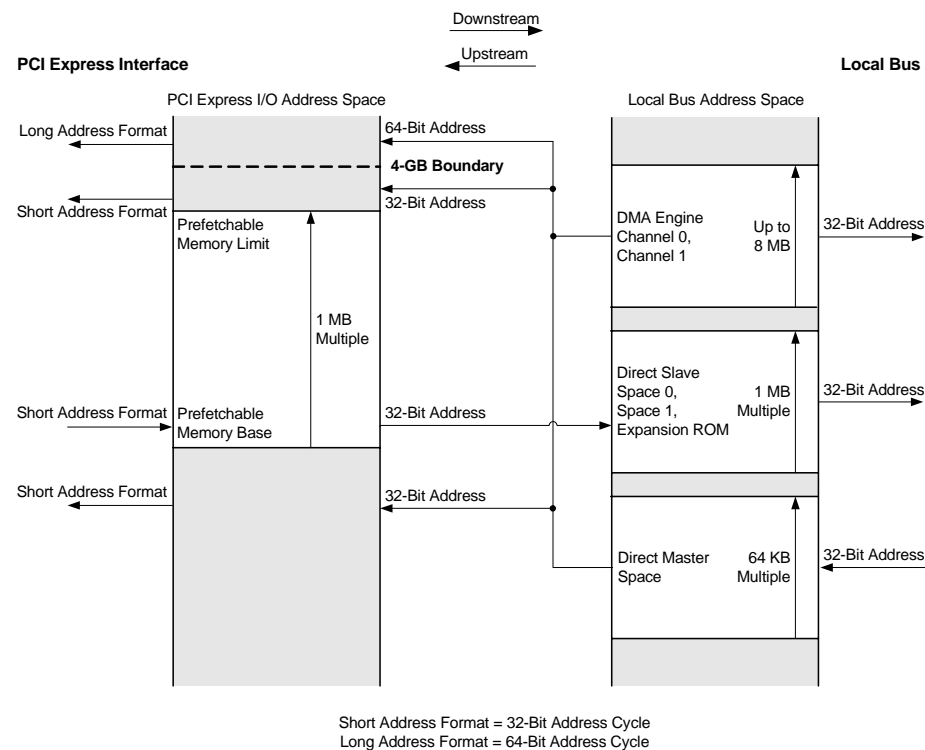 Downstream
Upstream
PCI Express Interface
Local Bus
PCI Express I/O Address Space
Local Bus Address Space
Long Address Format
64-Bit Address
4-GB Boundary
Short Address Format
32-Bit Address
Prefetchable
Memory Limit
DMA Engine
Channel 0,
Channel 1
Up to
8 MB
32-Bit Address
1 MB
Multiple
Direct Slave
Space 0,
Space 1,
Expansion ROM
1 MB
Multiple
32-Bit Address
Short Address Format
Prefetchable
Memory Base
32-Bit Address
Short Address Format
32-Bit Address
Direct Master
Space
64 KB
Multiple
32-Bit Address
Short Address Format = 32-Bit Address Cycle
Long Address Format = 64-Bit Address Cycle